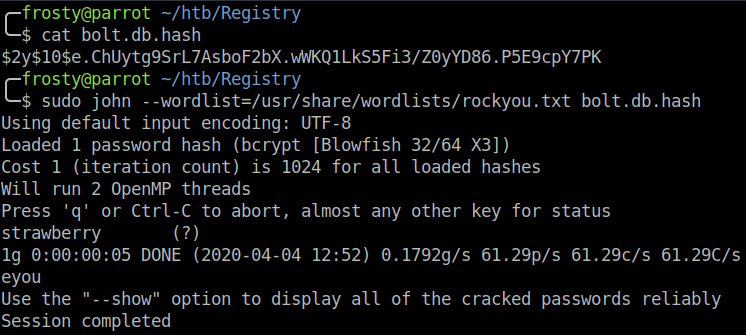 frosty@parrot ~/htb/Registry
$ cat bolt.db.hash
$2y$10$e.ChUytg9SrL7AsboF2bX.wWKQ1LkS5Fi3/Z0yYD86.P5E9cpY7PK
frosty@parrot ~/htb/Registry
$ sudo john --wordlist=/usr/share/wordlists/rockyou.txt bolt.db.hash
Using default input encoding: UTF-8
Loaded 1 password hash (bcrypt [Blowfish 32/64 X3])
Cost 1 (iteration count) is 1024 for all loaded hashes
Will run 2 OpenMP threads
Press 'q' or Ctrl-C to abort, almost any other key for status
strawberry       (?)
1g 0:00:00:05 DONE (2020-04-04 12:52) 0.1792g/s 61.29p/s 61.29c/s 61.29C/s
eyou
Use the "--show" option to display all of the cracked passwords reliably
Session completed